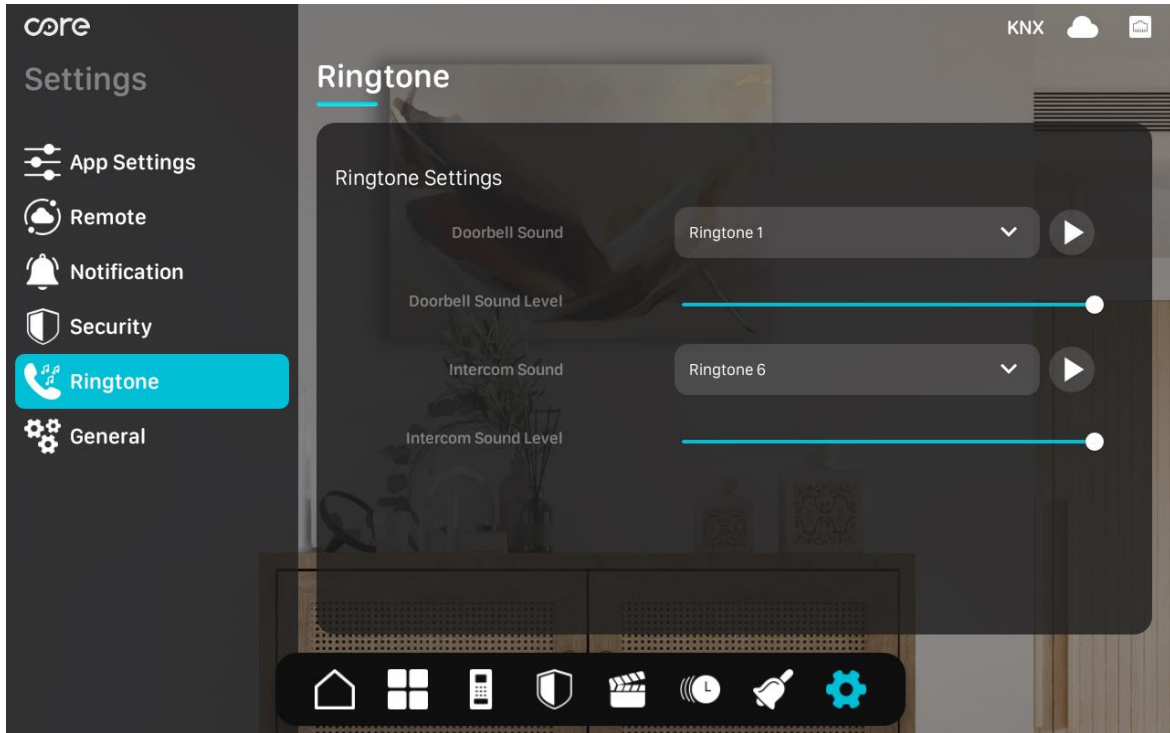 core
KNX
Settings
Ringtone
App Settings
Remote
Notification
Security
Ringtone
General
Ringtone Settings
Doorbell Sound
Ringtone 1
Doorbell Sound Level
Intercom Sound
Ringtone 6
Intercom Sound Level